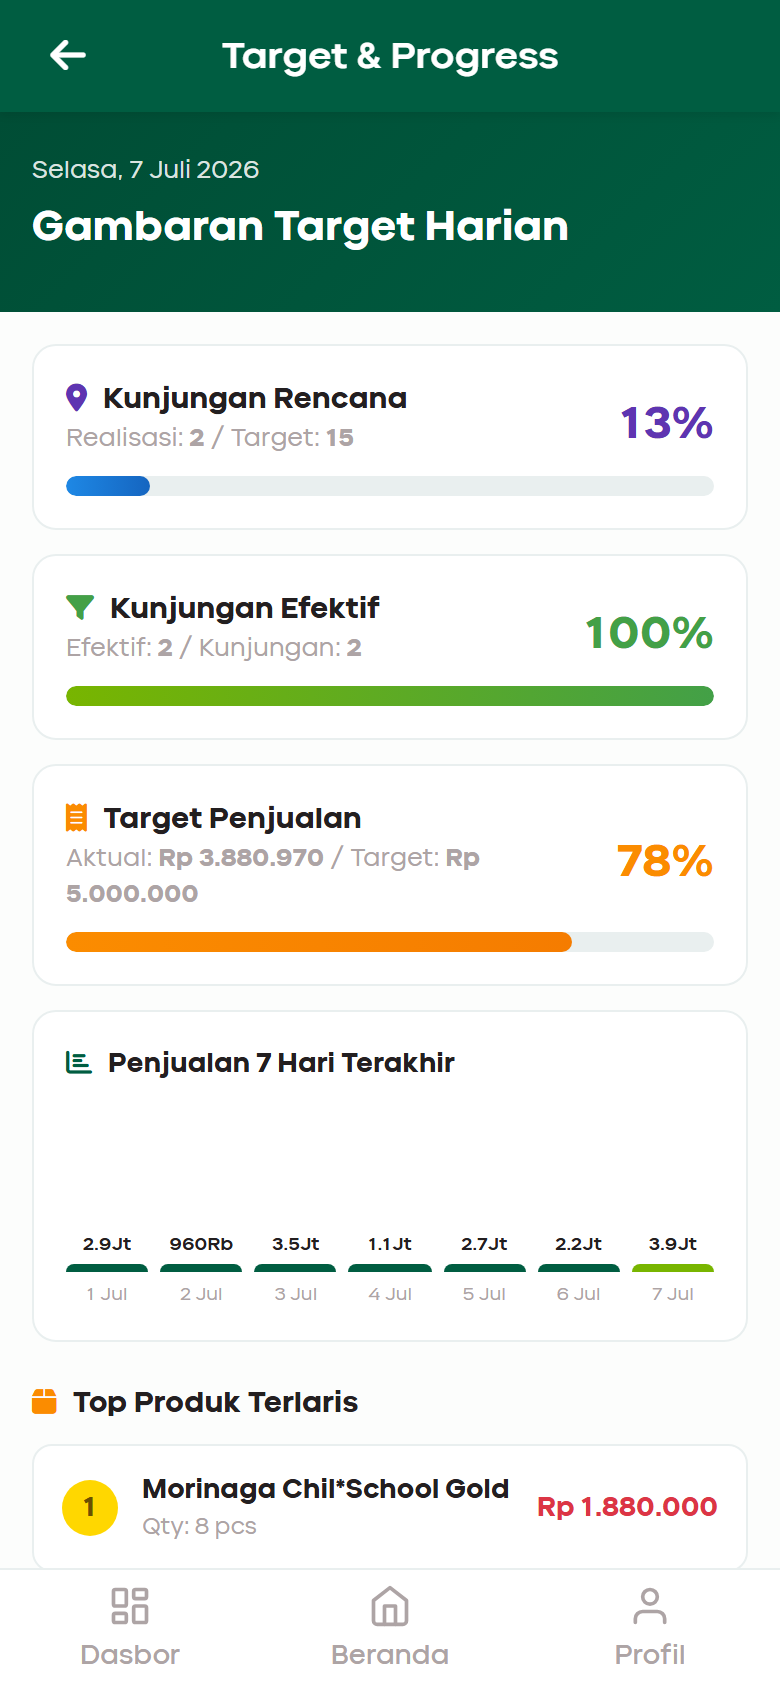 Target & Progress
Selasa, 7 Juli 2026
Gambaran Target Harian
Kunjungan Rencana
Realisasi: 2 / Target: 15
13%
Kunjungan Efektif
Efektif: 2 / Kunjungan: 2
100%
Target Penjualan
Aktual: Rp 3.880.970 / Target: Rp
5.000.000
78%
Penjualan 7 Hari Terakhir
2.9Jt 960Rb 3.5Jt 1.1Jt 2.7Jt 2.2Jt 3.9Jt
1 Jul 2 Jul 3 Jul 4 Jul 5 Jul 6 Jul 7 Jul
Top Produk Terlaris
1
Morinaga Chil*School Gold
Qty: 8 pcs
Rp 1.880.000
Dasbor Beranda Profil